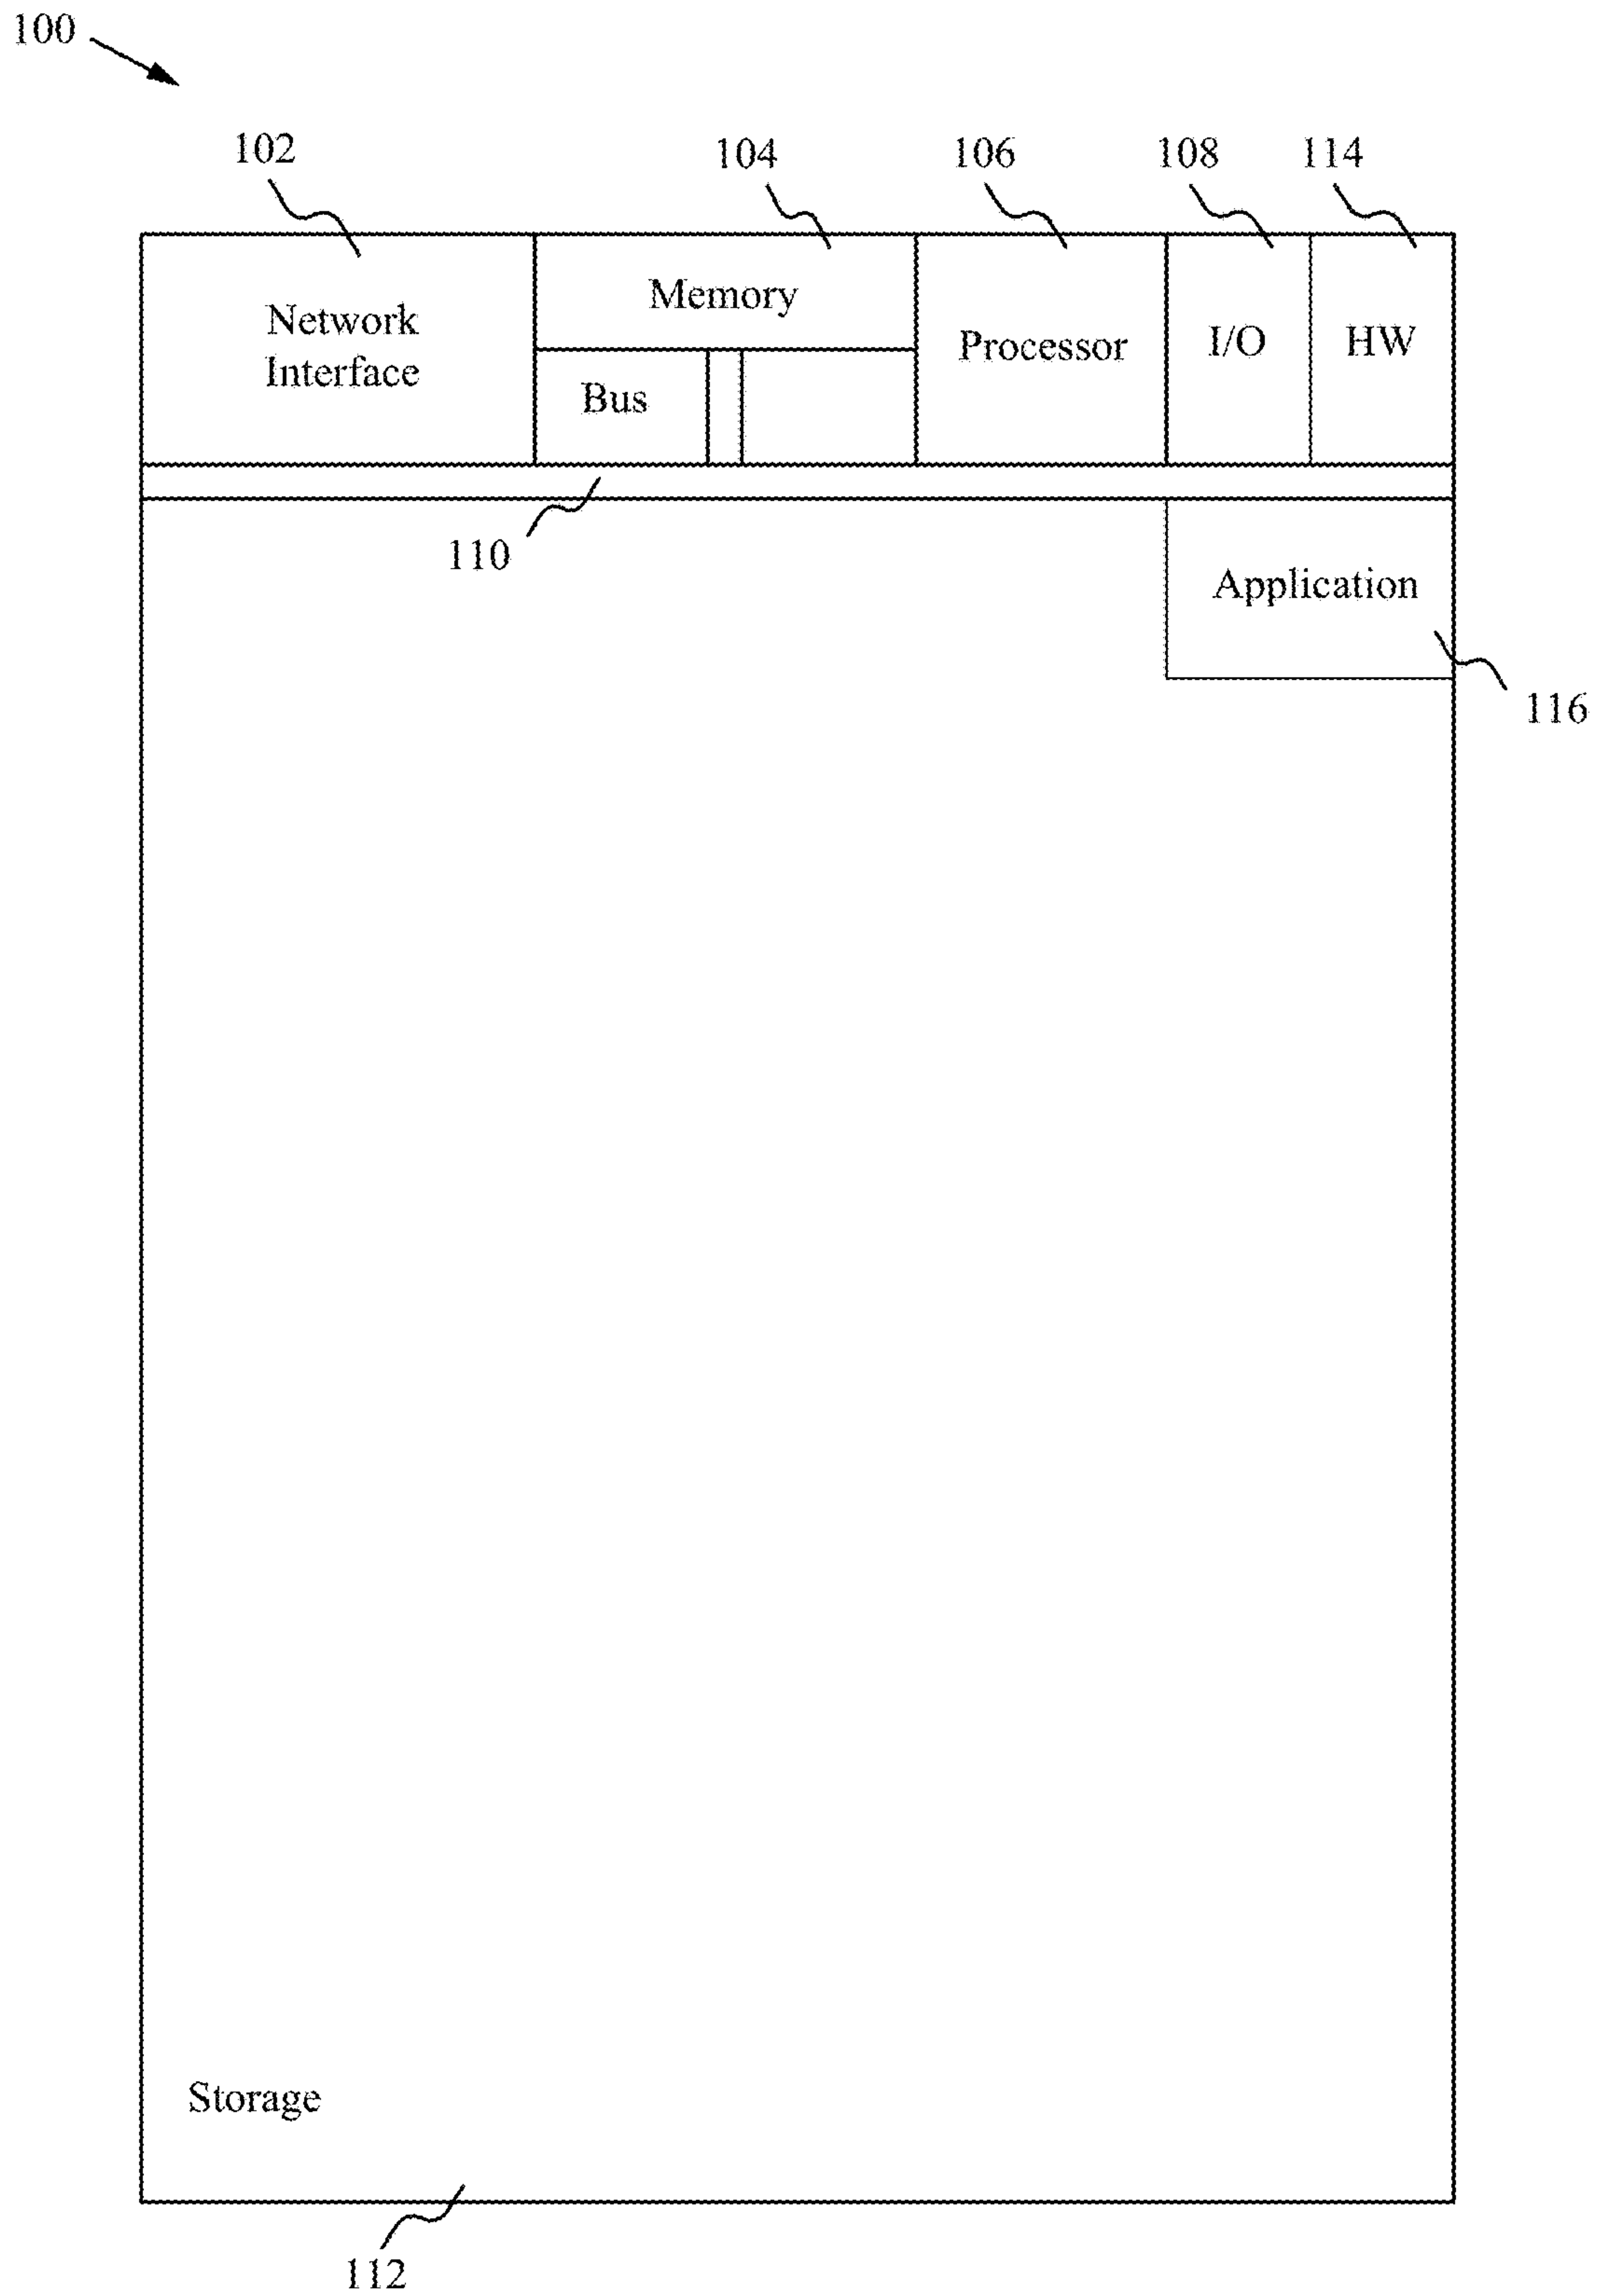 100
102
104
106
108
114
Network
Interface
Memory
Bus
Processor
I/O
HW
110
Application
116
Storage
112